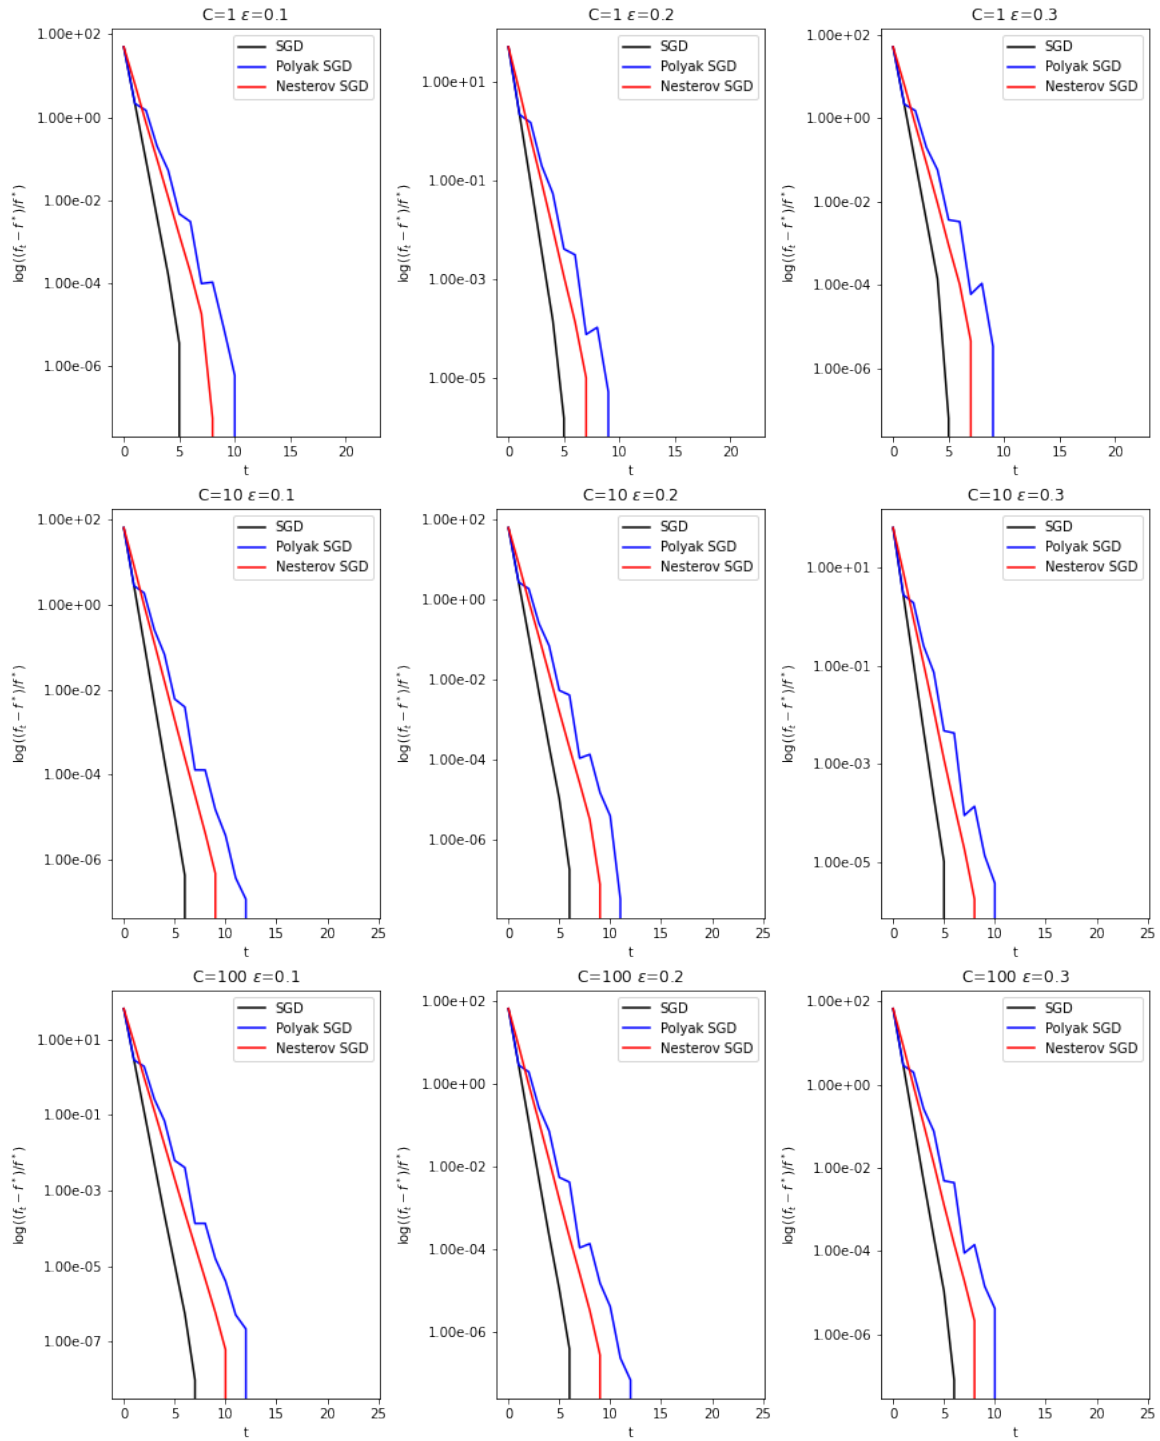 C=1 ε=0.1
1.00e+02
1.00e+00
1.00e-02
1.00e-04
1.00e-06
log((f_t − f*)/f*)
SGD
Polyak SGD
Nesterov SGD
0 5 10 15 20
t
C=1 ε=0.2
1.00e+01
1.00e-01
1.00e-03
1.00e-05
log((f_t − f*)/f*)
SGD
Polyak SGD
Nesterov SGD
0 5 10 15 20
t
C=1 ε=0.3
1.00e+02
1.00e+00
1.00e-02
1.00e-04
1.00e-06
log((f_t − f*)/f*)
SGD
Polyak SGD
Nesterov SGD
0 5 10 15 20
t
C=10 ε=0.1
1.00e+02
1.00e+00
1.00e-02
1.00e-04
1.00e-06
log((f_t − f*)/f*)
SGD
Polyak SGD
Nesterov SGD
0 5 10 15 20 25
t
C=10 ε=0.2
1.00e+02
1.00e+00
1.00e-02
1.00e-04
1.00e-06
log((f_t − f*)/f*)
SGD
Polyak SGD
Nesterov SGD
0 5 10 15 20 25
t
C=10 ε=0.3
1.00e+01
1.00e-01
1.00e-03
1.00e-05
log((f_t − f*)/f*)
SGD
Polyak SGD
Nesterov SGD
0 5 10 15 20 25
t
C=100 ε=0.1
1.00e+01
1.00e-01
1.00e-03
1.00e-05
1.00e-07
log((f_t − f*)/f*)
SGD
Polyak SGD
Nesterov SGD
0 5 10 15 20 25
t
C=100 ε=0.2
1.00e+02
1.00e+00
1.00e-02
1.00e-04
1.00e-06
log((f_t − f*)/f*)
SGD
Polyak SGD
Nesterov SGD
0 5 10 15 20 25
t
C=100 ε=0.3
1.00e+02
1.00e+00
1.00e-02
1.00e-04
1.00e-06
log((f_t − f*)/f*)
SGD
Polyak SGD
Nesterov SGD
0 5 10 15 20 25
t